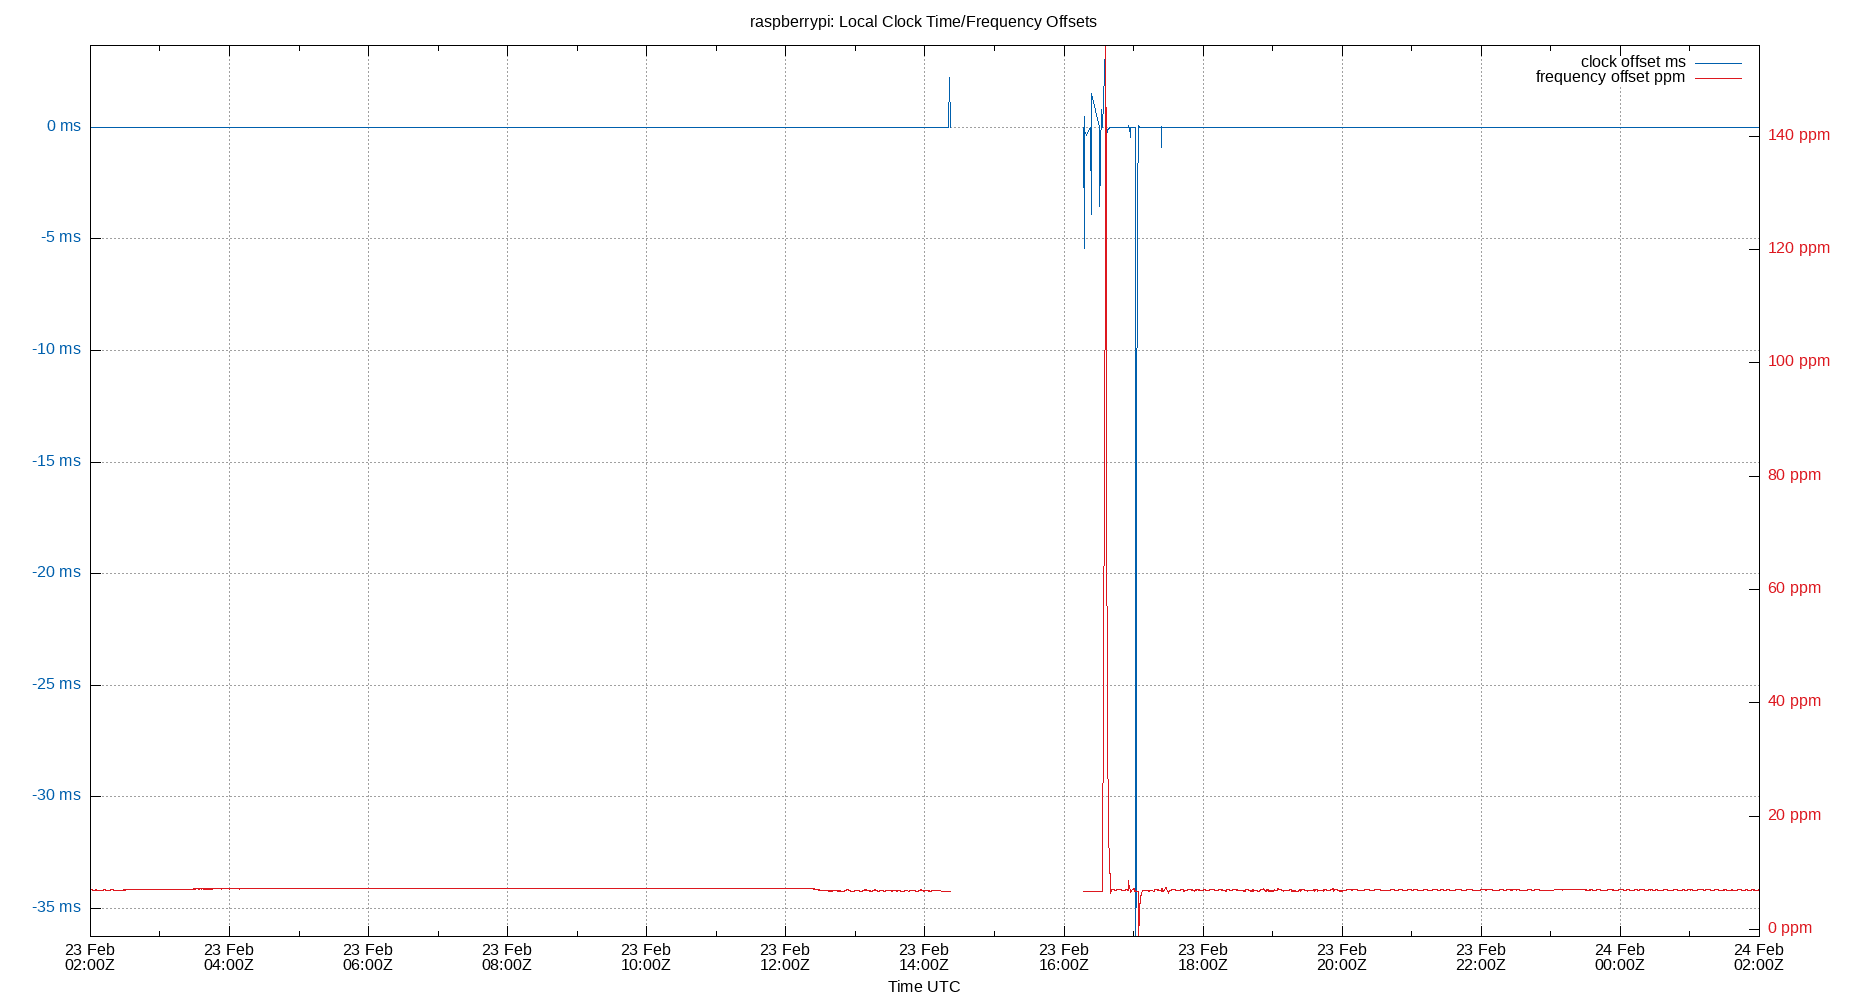 raspberrypi: Local Clock Time/Frequency Offsets
clock offset ms
frequency offset ppm
0 ms
-5 ms
-10 ms
-15 ms
-20 ms
-25 ms
-30 ms
-35 ms
140 ppm
120 ppm
100 ppm
80 ppm
60 ppm
40 ppm
20 ppm
0 ppm
23 Feb 23 Feb 23 Feb 23 Feb 23 Feb 23 Feb 23 Feb 23 Feb 23 Feb 23 Feb 23 Feb 24 Feb 24 Feb
02:00Z 04:00Z 06:00Z 08:00Z 10:00Z 12:00Z 14:00Z 16:00Z 18:00Z 20:00Z 22:00Z 00:00Z 02:00Z
Time UTC